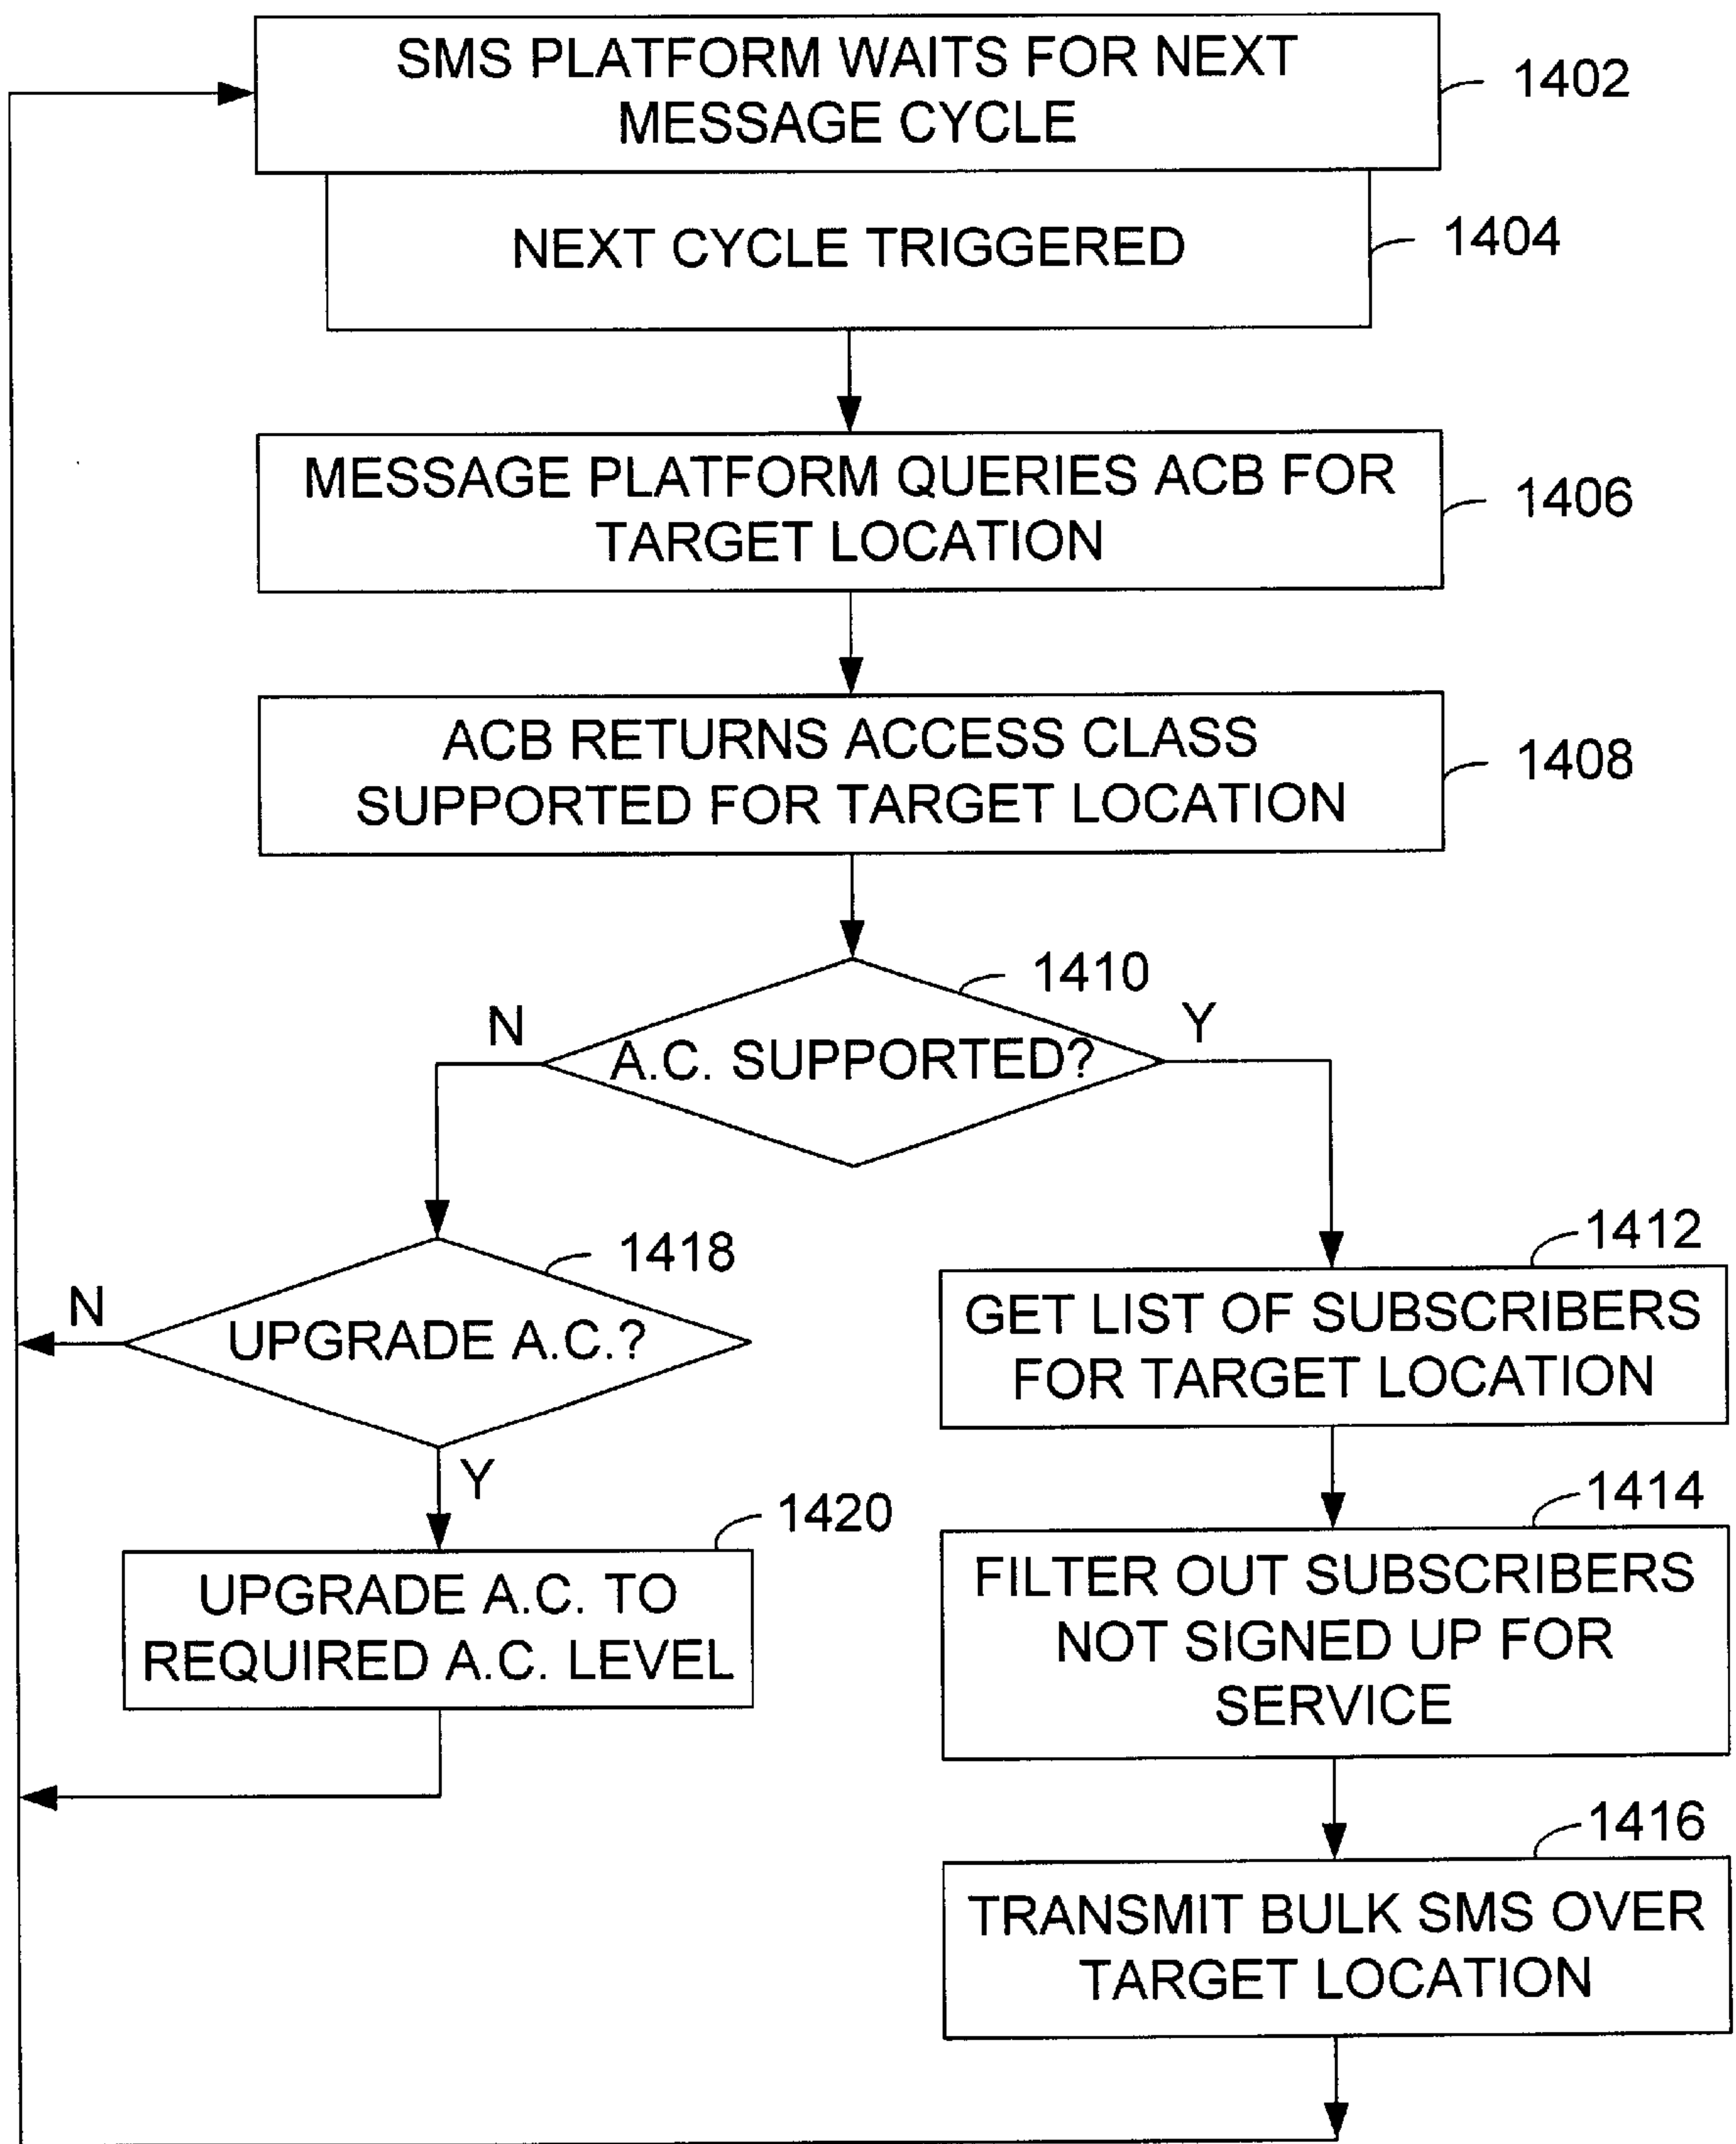 SMS PLATFORM WAITS FOR NEXT
MESSAGE CYCLE
1402
NEXT CYCLE TRIGGERED
1404
MESSAGE PLATFORM QUERIES ACB FOR
TARGET LOCATION
1406
ACB RETURNS ACCESS CLASS
SUPPORTED FOR TARGET LOCATION
1408
1410
N
Y
A.C. SUPPORTED?
1418
N
UPGRADE A.C.?
Y
1420
UPGRADE A.C. TO
REQUIRED A.C. LEVEL
1412
GET LIST OF SUBSCRIBERS
FOR TARGET LOCATION
1414
FILTER OUT SUBSCRIBERS
NOT SIGNED UP FOR
SERVICE
1416
TRANSMIT BULK SMS OVER
TARGET LOCATION